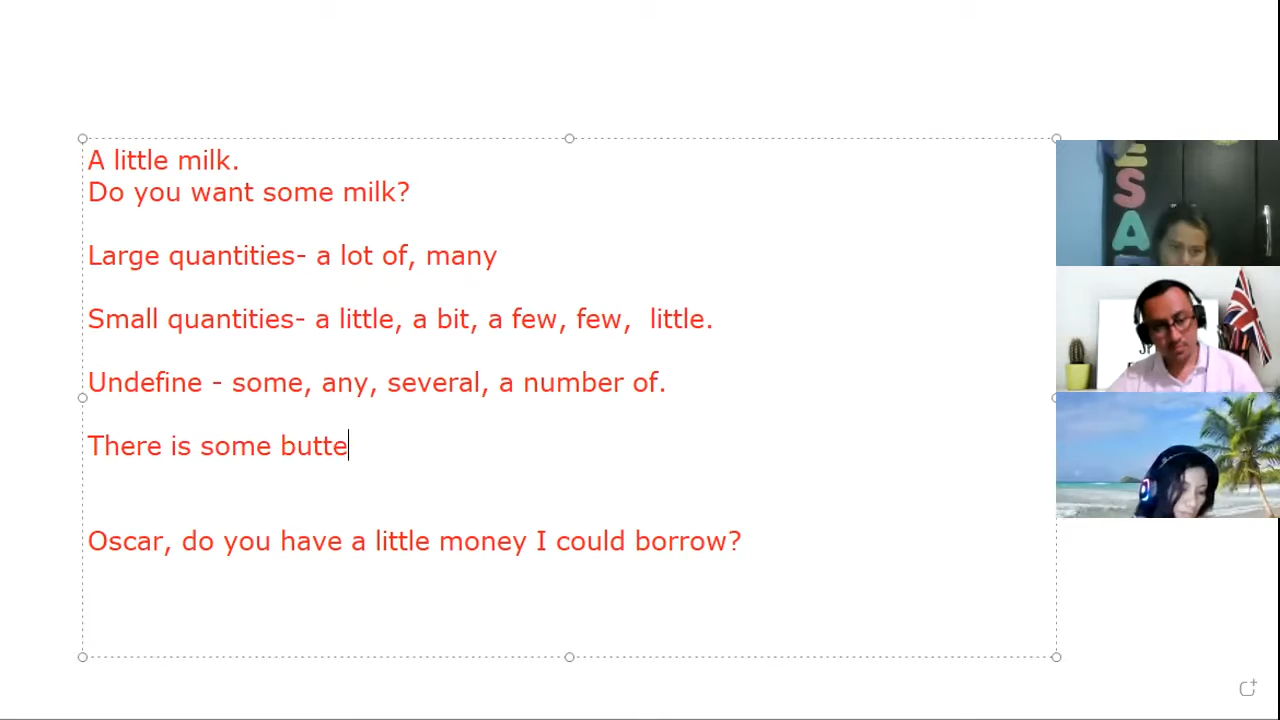 A little milk.
Do you want some milk?
Large quantities- a lot of, many
Small quantities- a little, a bit, a few, few,  little.
Undefine - some, any, several, a number of.
There is some butte
Oscar, do you have a little money I could borrow?
E
S
A